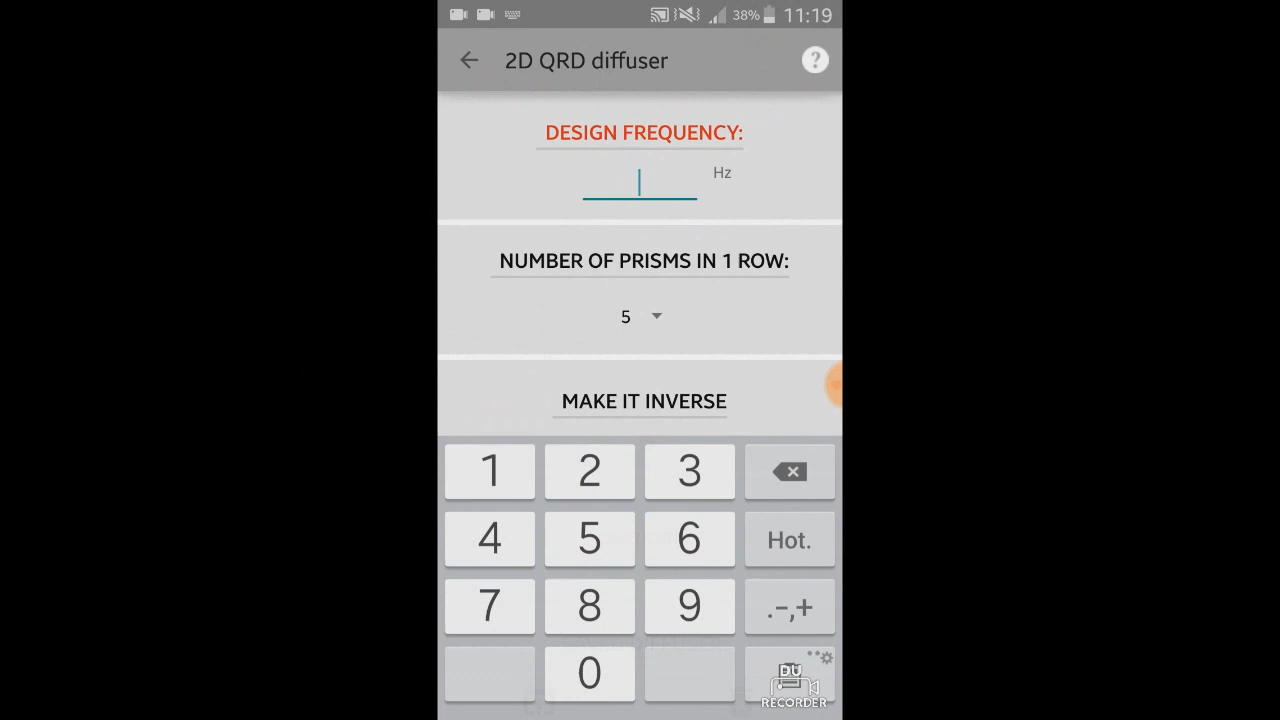 38% 11:19
2D QRD diffuser ?
DESIGN FREQUENCY:
Hz
NUMBER OF PRISMS IN 1 ROW:
5
MAKE IT INVERSE
1 2 3
4 5 6 Hot.
7 8 9 .-,+
0
DU
RECORDER